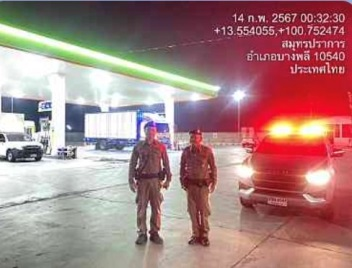 14 ก.พ. 2567 00:32:30
+13.554055,+100.752474
สมุทรปราการ
อำเภอบางพลี 10540
ประเทศไทย